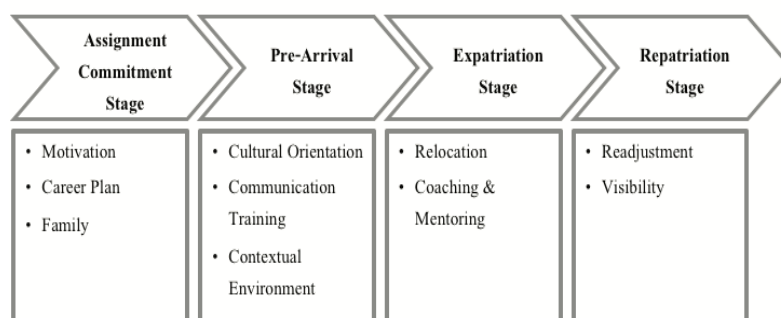 Assignment
Commitment
Stage
Pre-Arrival
Stage
Expatriation
Stage
Repatriation
Stage
• Motivation
• Career Plan
• Family
• Cultural Orientation
• Communication
Training
• Contextual
Environment
• Relocation
• Coaching &
Mentoring
• Readjustment
• Visibility